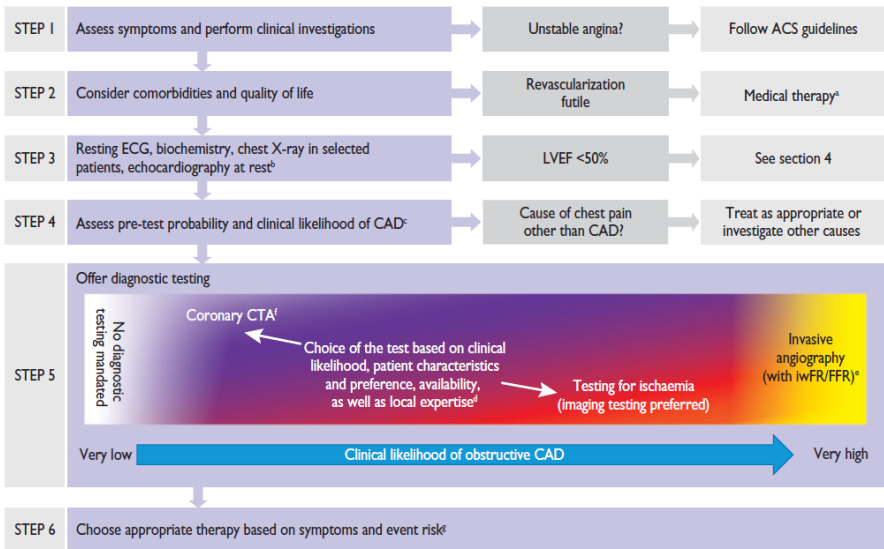 STEP 1
Assess symptoms and perform clinical investigations
Unstable angina?
Follow ACS guidelines
STEP 2
Consider comorbidities and quality of life
Revascularization
futile
Medical therapyᵃ
STEP 3
Resting ECG, biochemistry, chest X-ray in selected
patients, echocardiography at restᵇ
LVEF <50%
See section 4
STEP 4
Assess pre-test probability and clinical likelihood of CADᶜ
Cause of chest pain
other than CAD?
Treat as appropriate or
investigate other causes
STEP 5
Offer diagnostic testing
No diagnostic
testing mandated
Coronary CTAᶠ
Choice of the test based on clinical
likelihood, patient characteristics
and preference, availability,
as well as local expertiseᵈ
Testing for ischaemia
(imaging testing preferred)
Invasive
angiography
(with iwFR/FFR)ᵉ
Very low
Clinical likelihood of obstructive CAD
Very high
STEP 6
Choose appropriate therapy based on symptoms and event riskᵍ